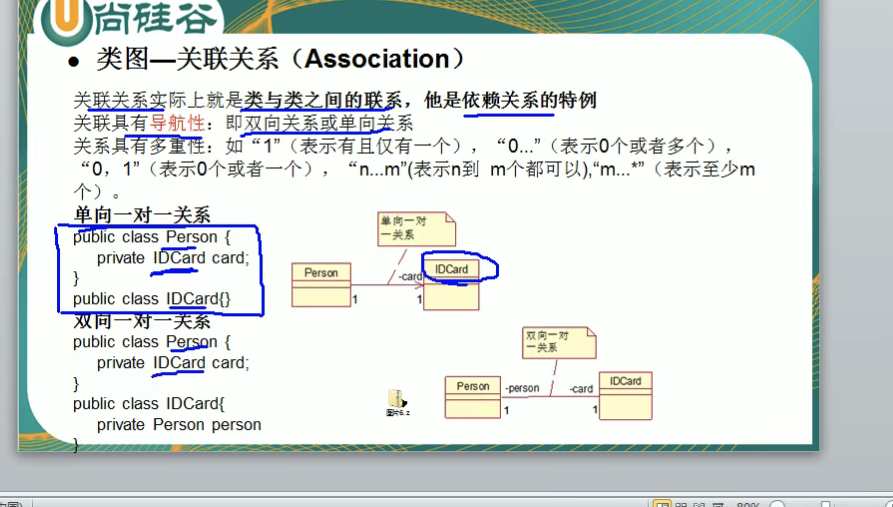 尚硅谷
● 类图—关联关系（Association）
关联关系实际上就是类与类之间的联系，他是依赖关系的特例
关联具有导航性：即双向关系或单向关系
关系具有多重性：如“1”（表示有且仅有一个），“0...”（表示0个或者多个），
“0，1”（表示0个或者一个），“n...m”(表示n到 m个都可以),“m...*”（表示至少m
个）。
单向一对一关系
public class Person {
private IDCard card;
}
public class IDCard{}
双向一对一关系
public class Person {
private IDCard card;
}
public class IDCard{
private Person person
}
单向一对
一关系
Person
-card
IDCard
1
1
双向一对
一关系
Person
-person
-card
IDCard
1
1
图片6.z